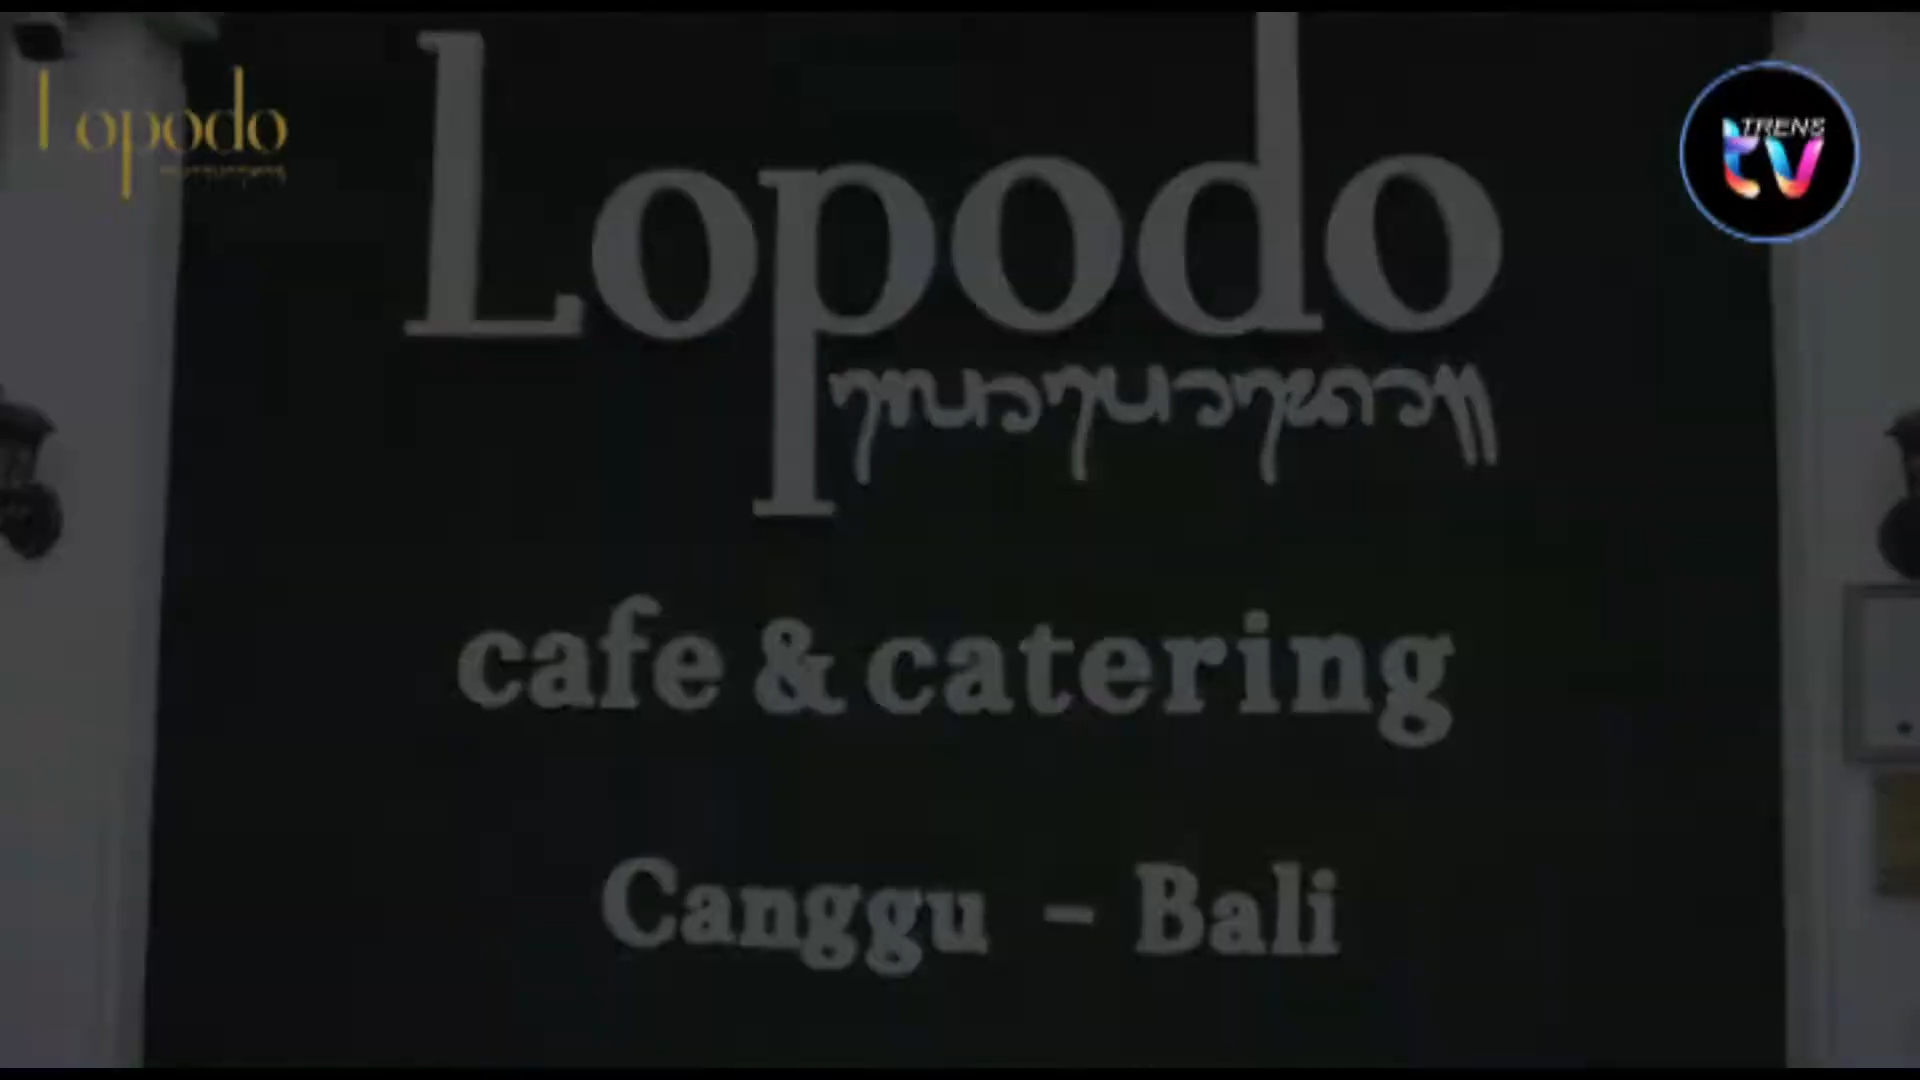 Lopodo
TRENS
tv
Lopodo
cafe & catering
Canggu - Bali